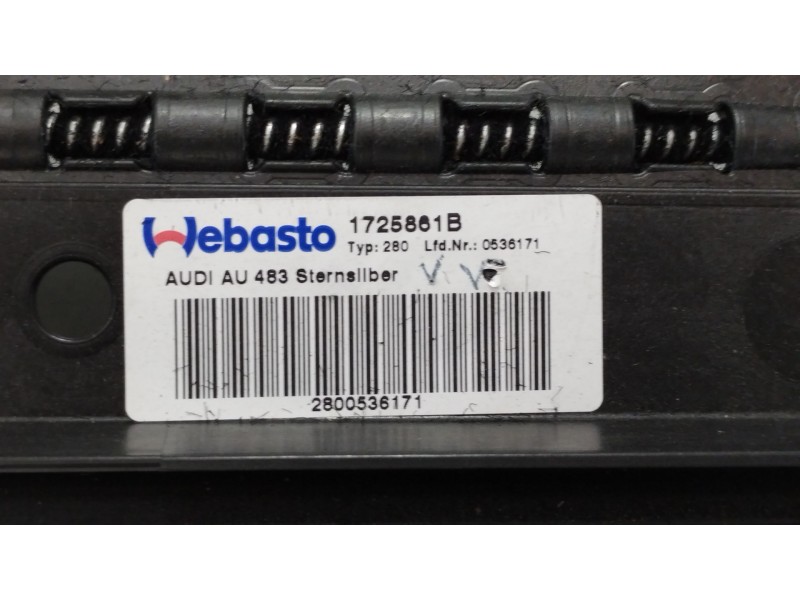 Webasto 1725861B
Typ: 280 Lfd.Nr.: 0536171
AUDI AU 483 Sternsilber V V
2800536171